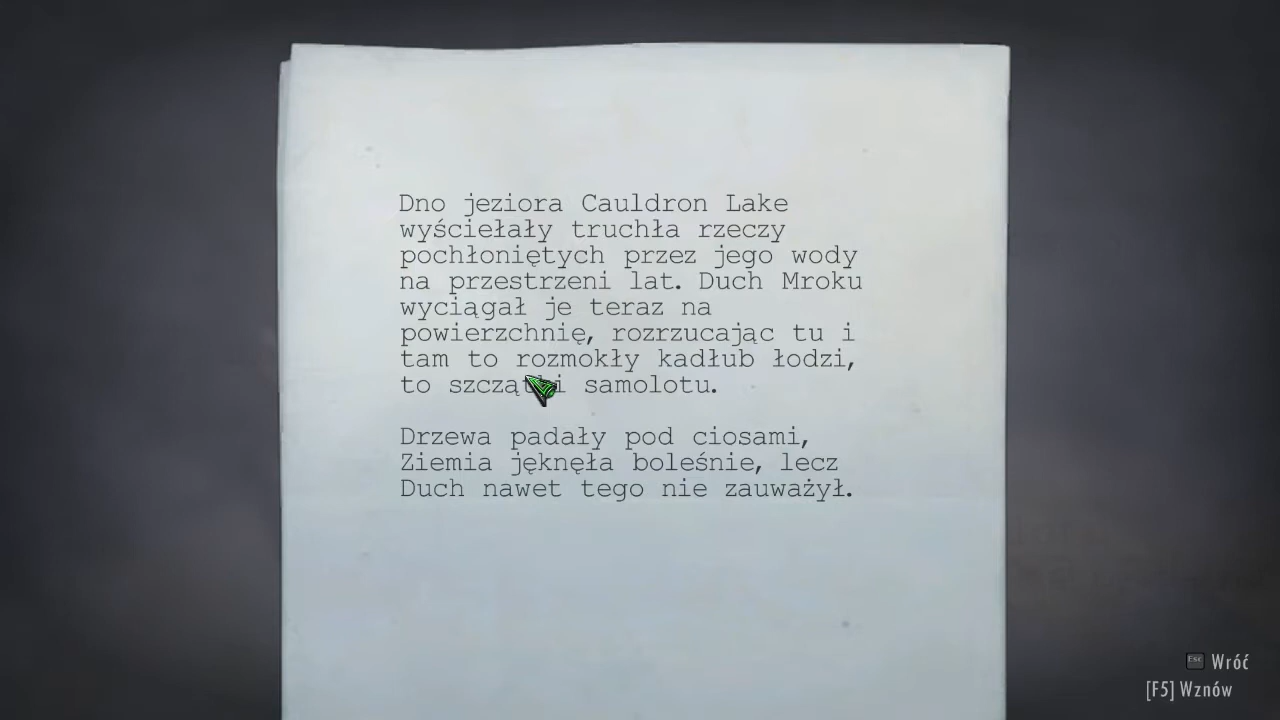 Dno jeziora Cauldron Lake
wyściełały truchła rzeczy
pochłoniętych przez jego wody
na przestrzeni lat. Duch Mroku
wyciągał je teraz na
powierzchnię, rozrzucając tu i
tam to rozmokły kadłub łodzi,
to szczątki samolotu.
Drzewa padały pod ciosami,
Ziemia jęknęła boleśnie, lecz
Duch nawet tego nie zauważył.
Esc Wróć
[F5] Wznów